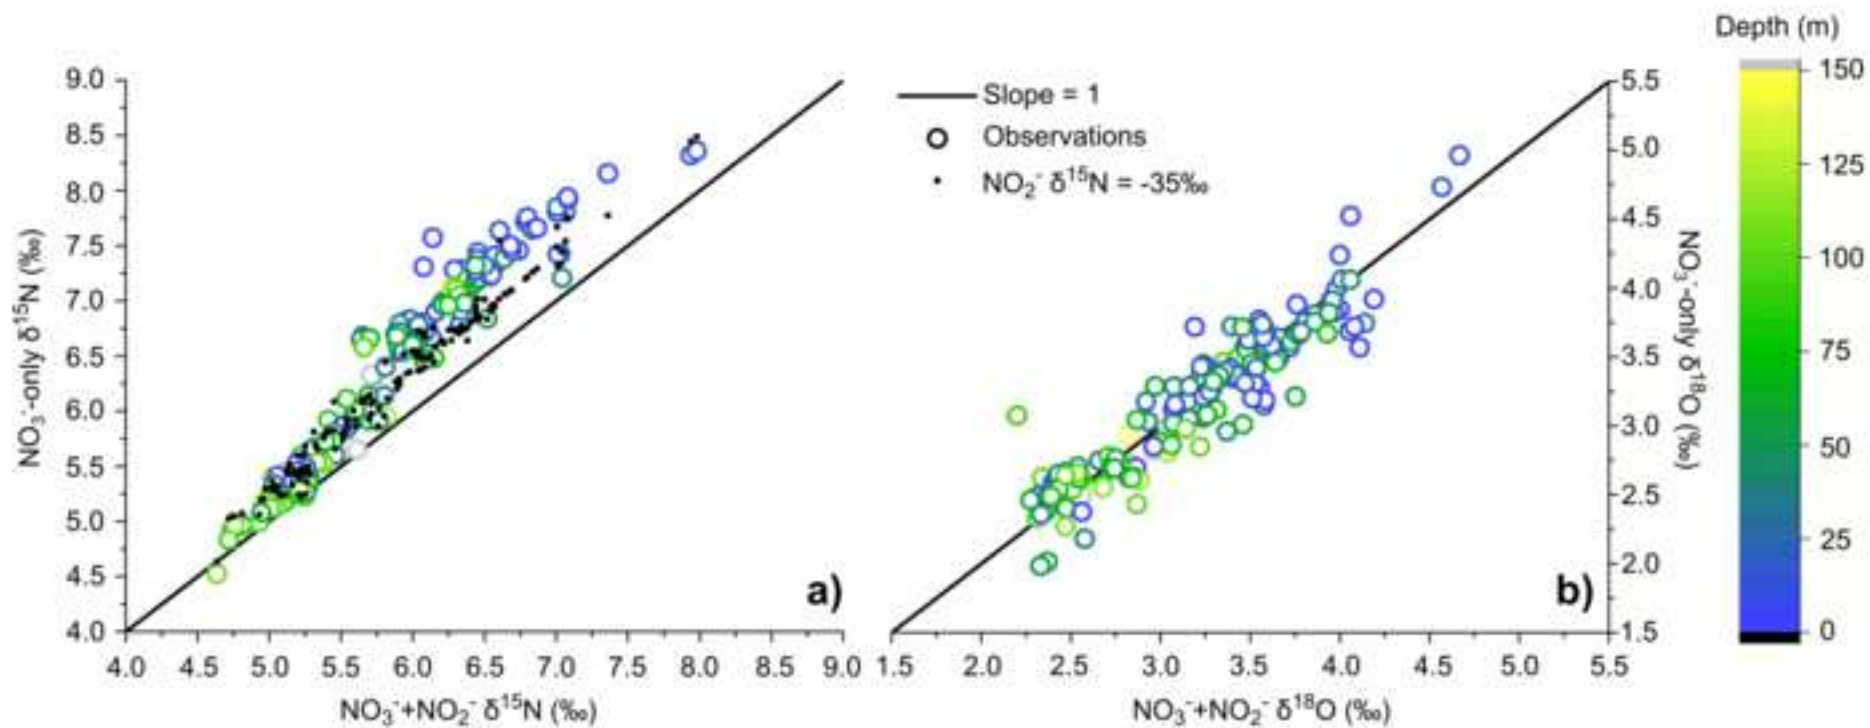 Depth (m)
9.0
8.5
8.0
7.5
7.0
6.5
6.0
5.5
5.0
4.5
4.0
NO₃⁻-only δ¹⁵N (‰)
4.0 4.5 5.0 5.5 6.0 6.5 7.0 7.5 8.0 8.5 9.0
NO₃⁻+NO₂⁻ δ¹⁵N (‰)
a)
Slope = 1
Observations
NO₂⁻ δ¹⁵N = -35‰
5.5
5.0
4.5
4.0
3.5
3.0
2.5
2.0
1.5
NO₃⁻-only δ¹⁸O (‰)
1.5 2.0 2.5 3.0 3.5 4.0 4.5 5.0 5.5
NO₃⁻+NO₂⁻ δ¹⁸O (‰)
b)
150
125
100
75
50
25
0